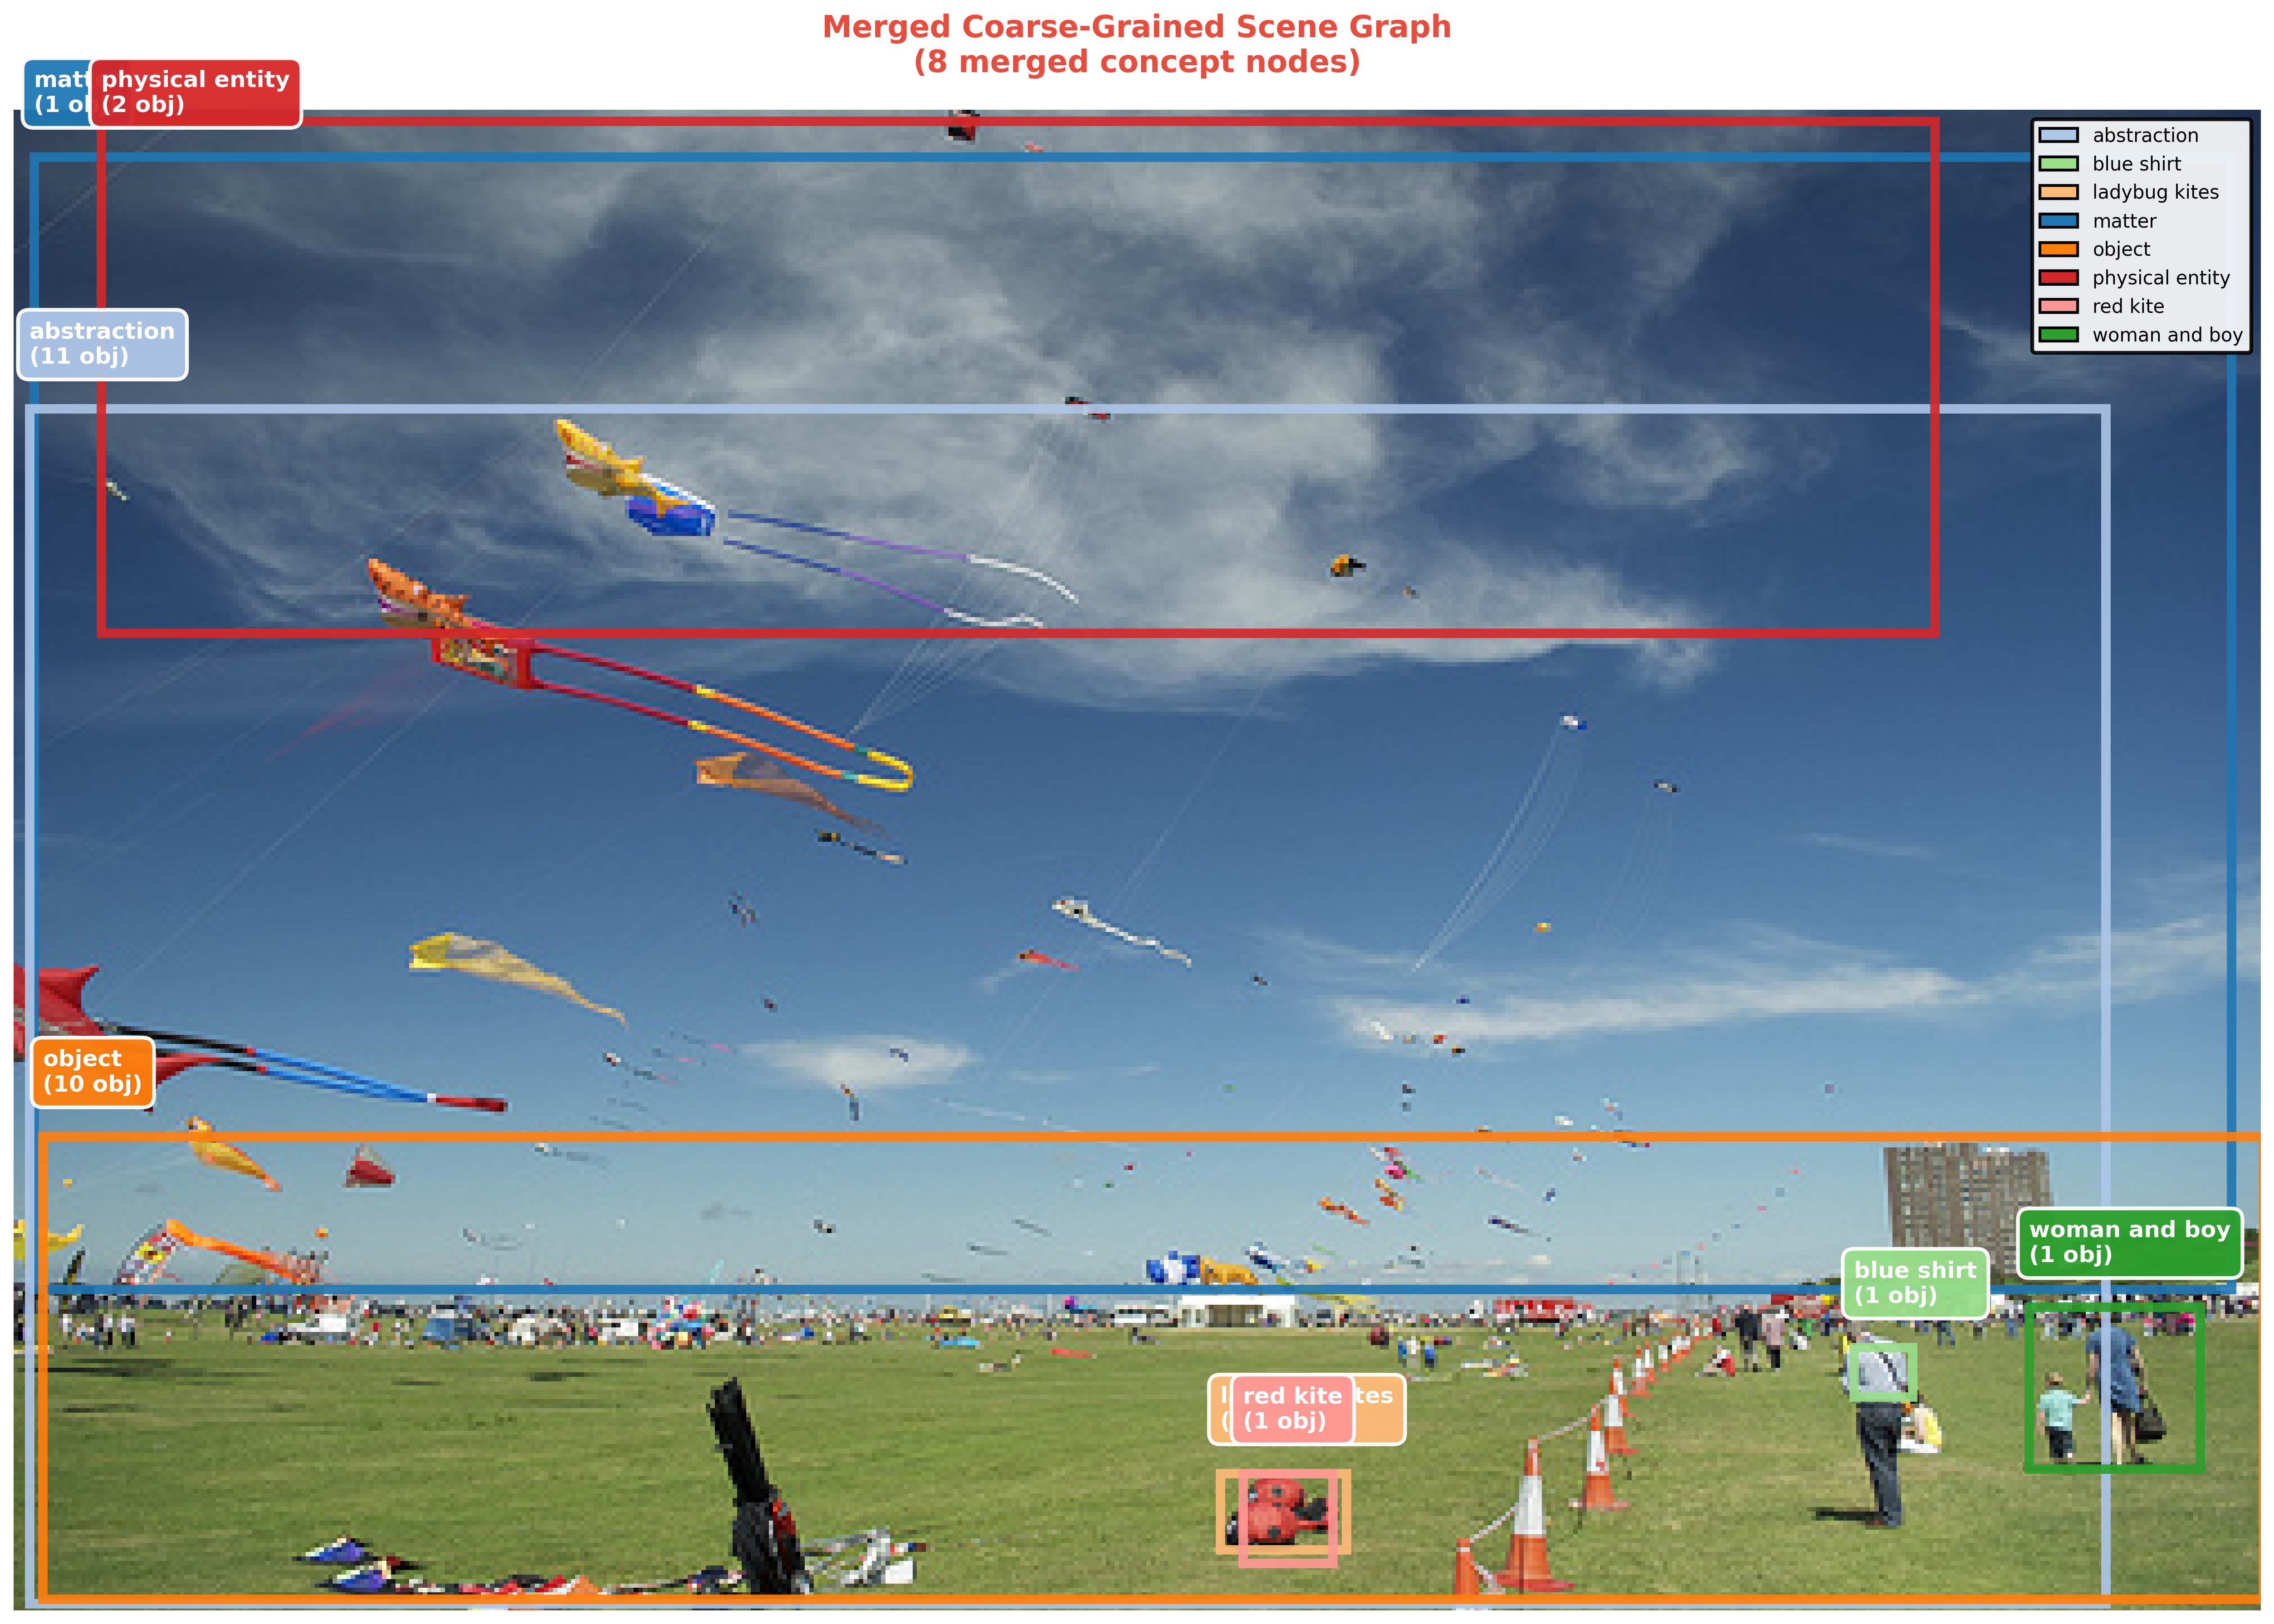 Merged Coarse-Grained Scene Graph
(8 merged concept nodes)
physical entity
(2 obj)
abstraction
blue shirt
ladybug kites
matter
object
physical entity
red kite
woman and boy
abstraction
(11 obj)
object
(10 obj)
woman and boy
(1 obj)
blue shirt
(1 obj)
red kite
(1 obj)